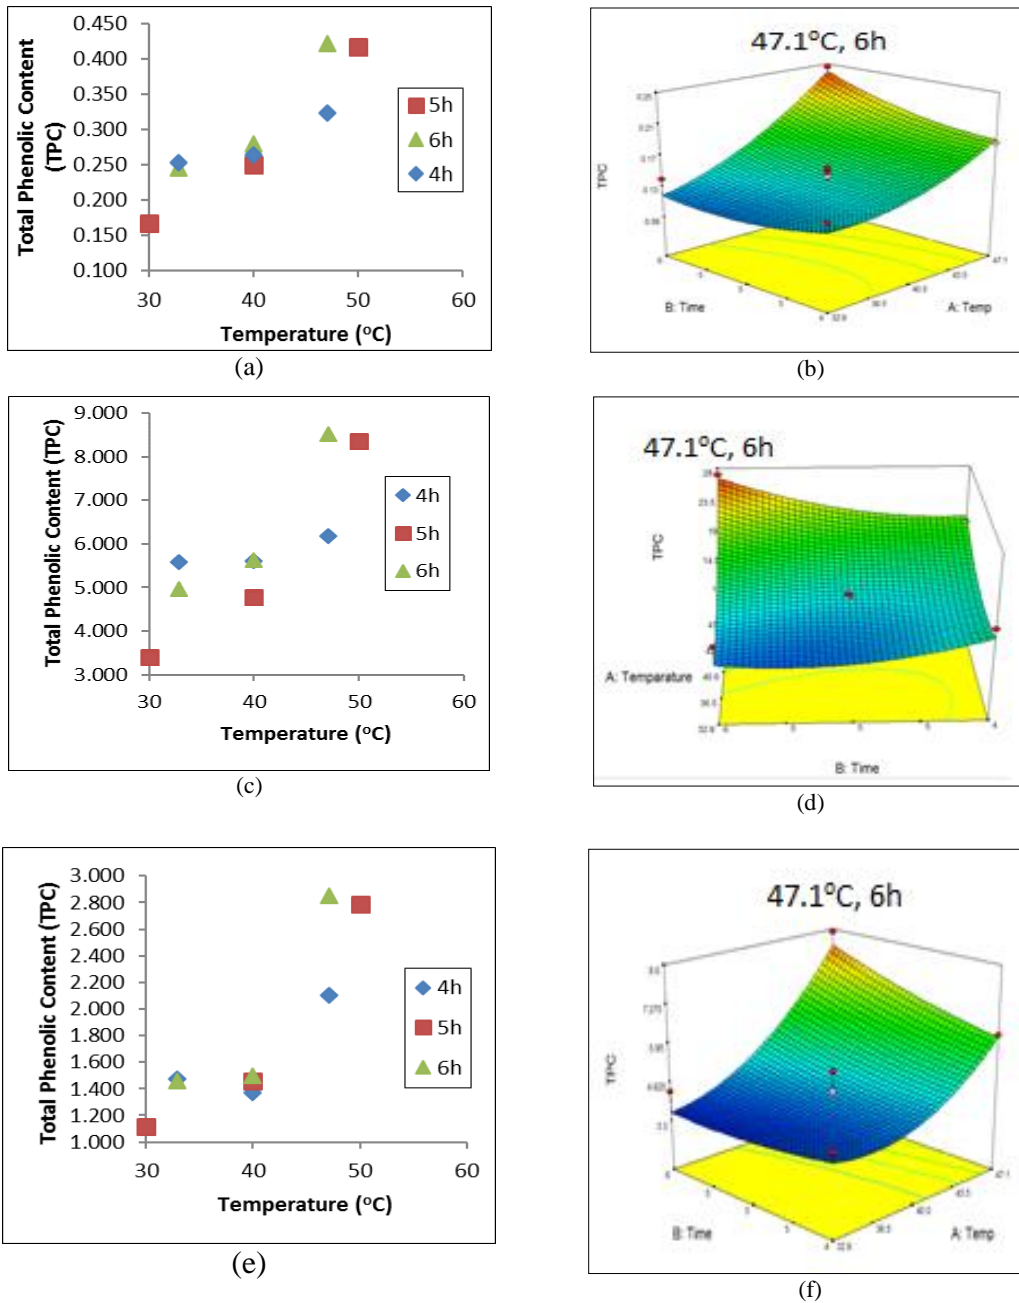 0.450
0.400
0.350
0.300
0.250
0.200
0.150
0.100
Total Phenolic Content
(TPC)
5h
6h
4h
30 40 50 60
Temperature (°C)
(a)
47.1°C, 6h
TPC
B: Time
A: Temp
(b)
9.000
8.000
7.000
6.000
5.000
4.000
3.000
Total Phenolic Content (TPC)
4h
5h
6h
30 40 50 60
Temperature (°C)
(c)
47.1°C, 6h
TPC
A: Temparature
B: Time
(d)
3.000
2.800
2.600
2.400
2.200
2.000
1.800
1.600
1.400
1.200
1.000
Total Phenolic Content (TPC)
4h
5h
6h
30 40 50 60
Temperature (°C)
(e)
47.1°C, 6h
TPC
B: Time
A: Temp
(f)